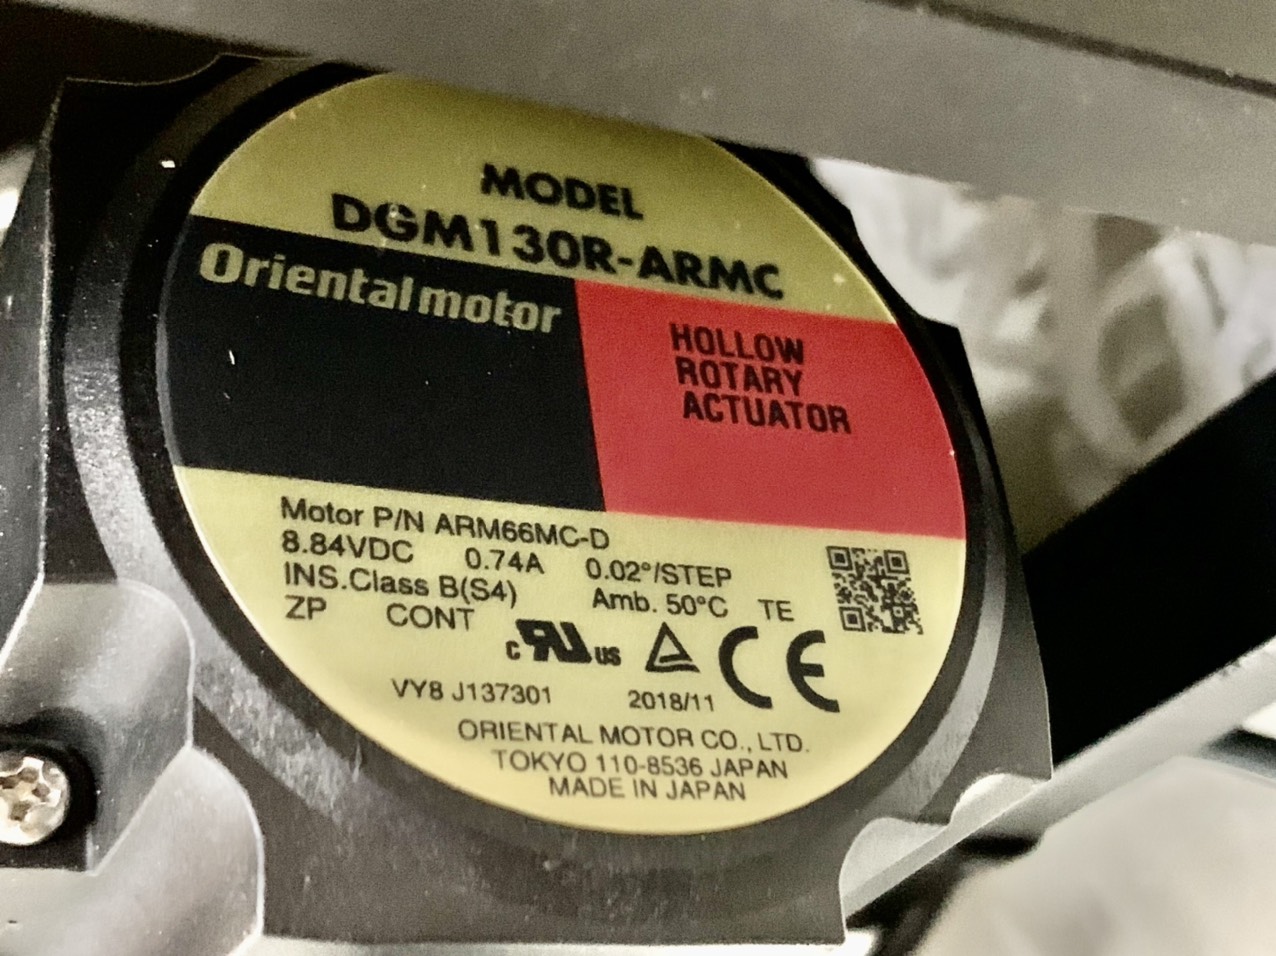 MODEL
DGM130R-ARMC
Orientalmotor
HOLLOW
ROTARY
ACTUATOR
Motor P/N ARM66MC-D
8.84VDC 0.74A 0.02°/STEP
INS.Class B(S4) Amb. 50°C TE
ZP CONT
c RU US CE
VY8 J137301 2018/11
ORIENTAL MOTOR CO., LTD.
TOKYO 110-8536 JAPAN
MADE IN JAPAN